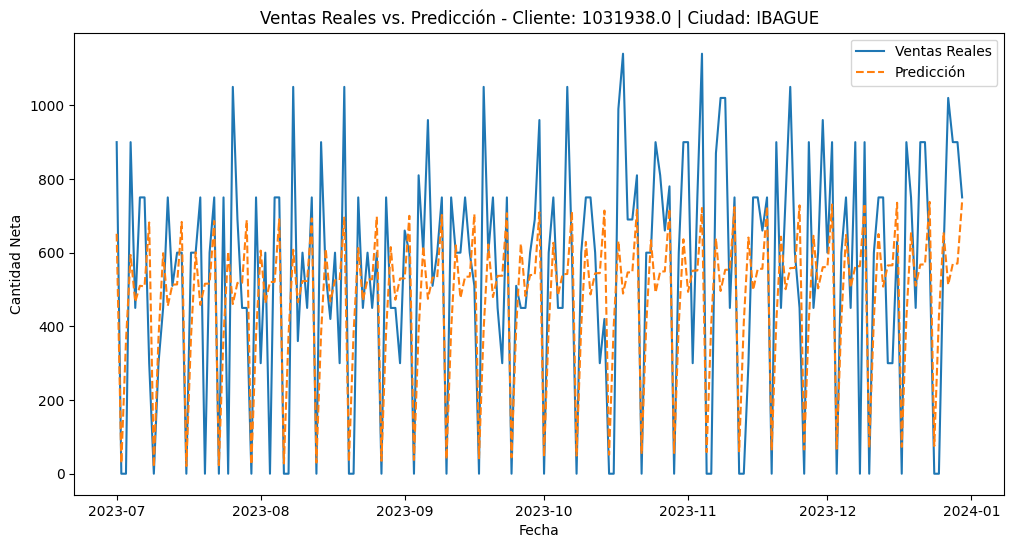 Ventas Reales vs. Predicción - Cliente: 1031938.0 | Ciudad: IBAGUE
Ventas Reales
Predicción
Cantidad Neta
1000
800
600
400
200
0
2023-07
2023-08
2023-09
2023-10
2023-11
2023-12
2024-01
Fecha